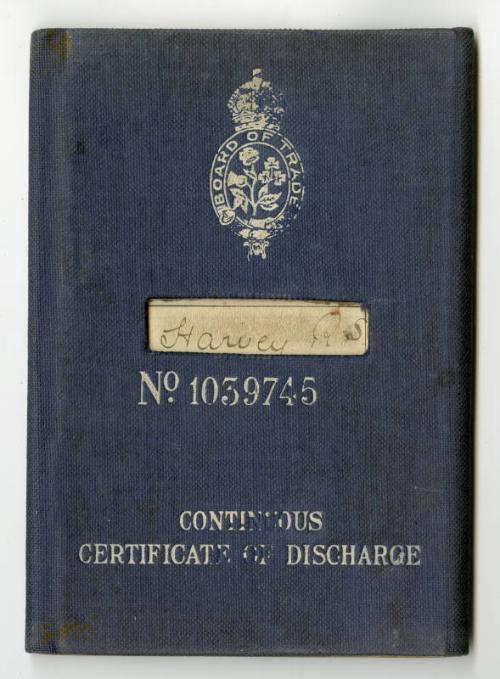 BOARD OF TRADE
Harvey R S
Nº 1039745
CONTINUOUS
CERTIFICATE OF DISCHARGE